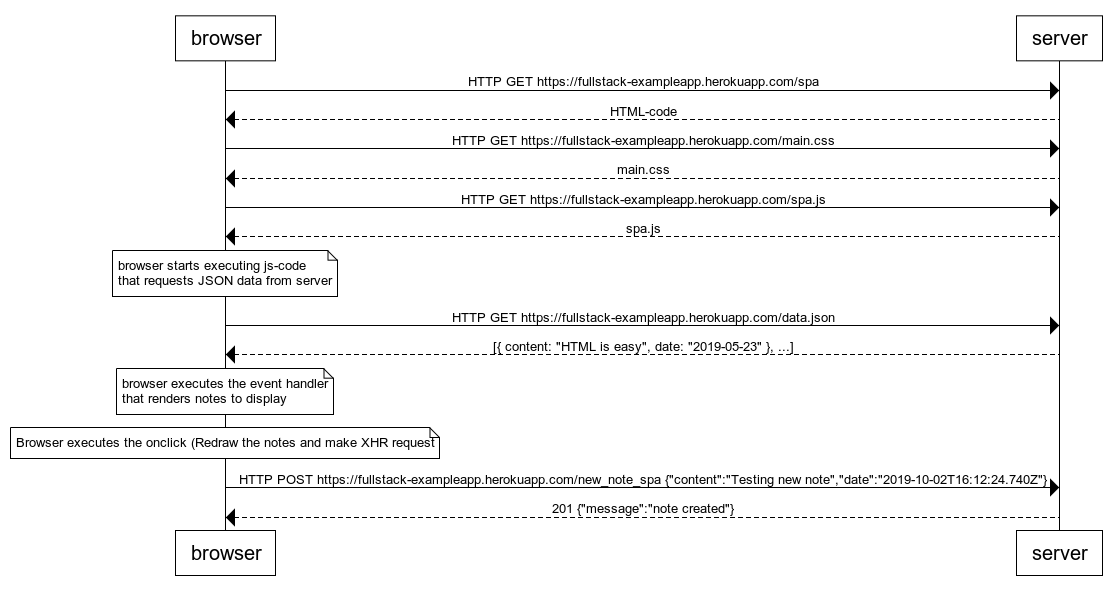 browser
server
HTTP GET https://fullstack-exampleapp.herokuapp.com/spa
HTML-code
HTTP GET https://fullstack-exampleapp.herokuapp.com/main.css
main.css
HTTP GET https://fullstack-exampleapp.herokuapp.com/spa.js
spa.js
browser starts executing js-code
that requests JSON data from server
HTTP GET https://fullstack-exampleapp.herokuapp.com/data.json
[{ content: "HTML is easy", date: "2019-05-23" }, ...]
browser executes the event handler
that renders notes to display
Browser executes the onclick (Redraw the notes and make XHR request
HTTP POST https://fullstack-exampleapp.herokuapp.com/new_note_spa {"content":"Testing new note","date":"2019-10-02T16:12:24.740Z"}
201 {"message":"note created"}
browser
server